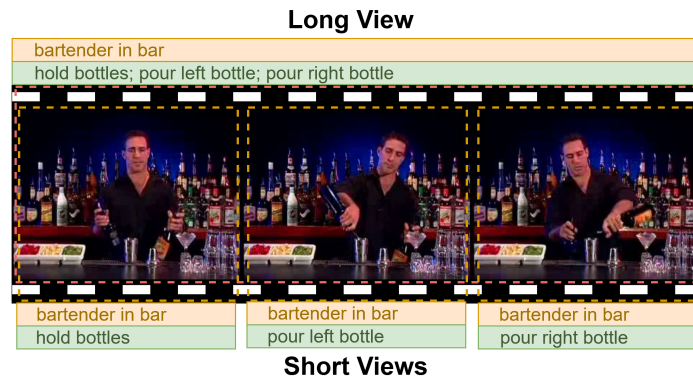 Long View
bartender in bar
hold bottles; pour left bottle; pour right bottle
bartender in bar
hold bottles
bartender in bar
pour left bottle
bartender in bar
pour right bottle
Short Views